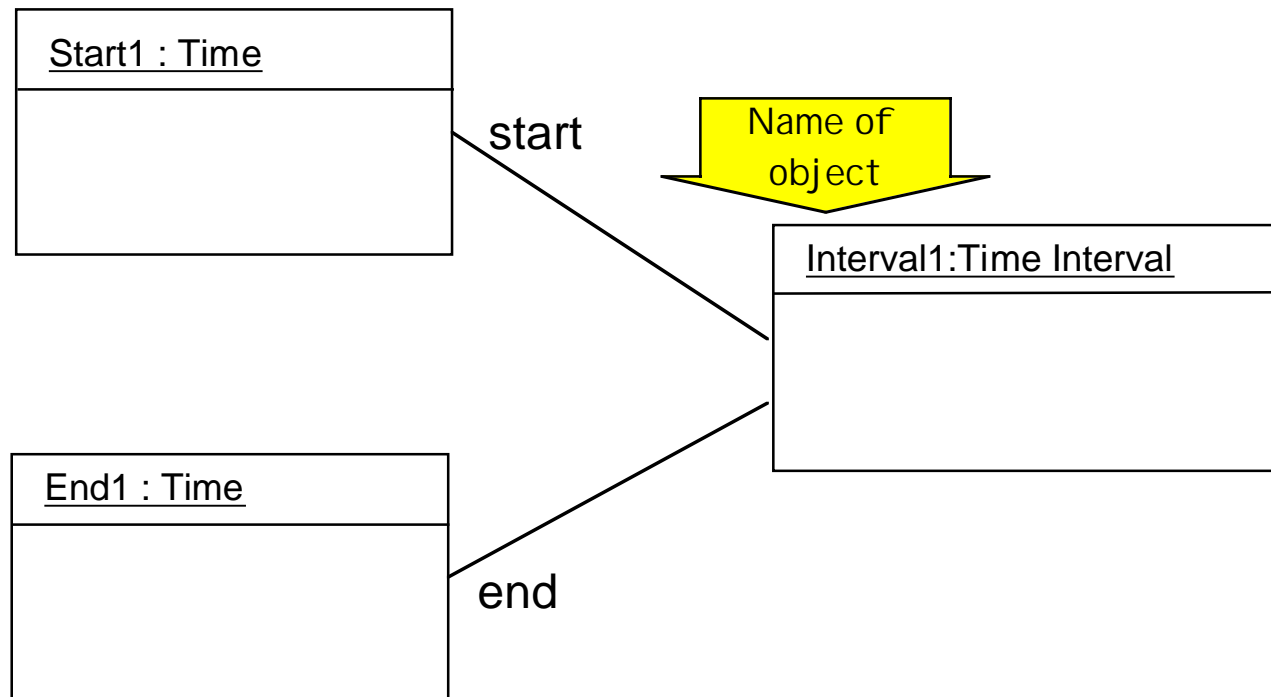 Start1 : Time
start
Name of
object
Interval1:Time Interval
End1 : Time
end